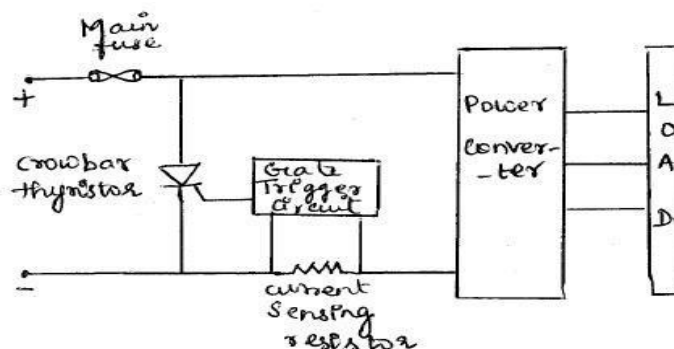 Main
fuse
+
Power
conver-
-ter
L
O
A
D
crowbar
thyristor
Gate
Trigger
circuit
-
current
Sensing
resistor